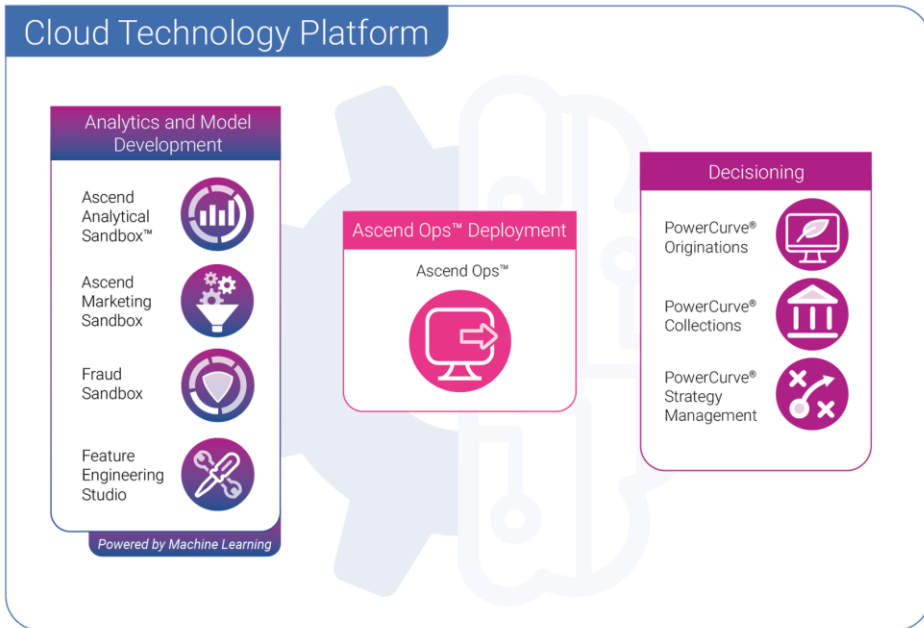 Cloud Technology Platform
Analytics and Model
Development
Ascend
Analytical
Sandbox™
Ascend
Marketing
Sandbox
Fraud
Sandbox
Feature
Engineering
Studio
Powered by Machine Learning
Ascend Ops™ Deployment
Ascend Ops™
Decisioning
PowerCurve®
Originations
PowerCurve®
Collections
PowerCurve®
Strategy
Management